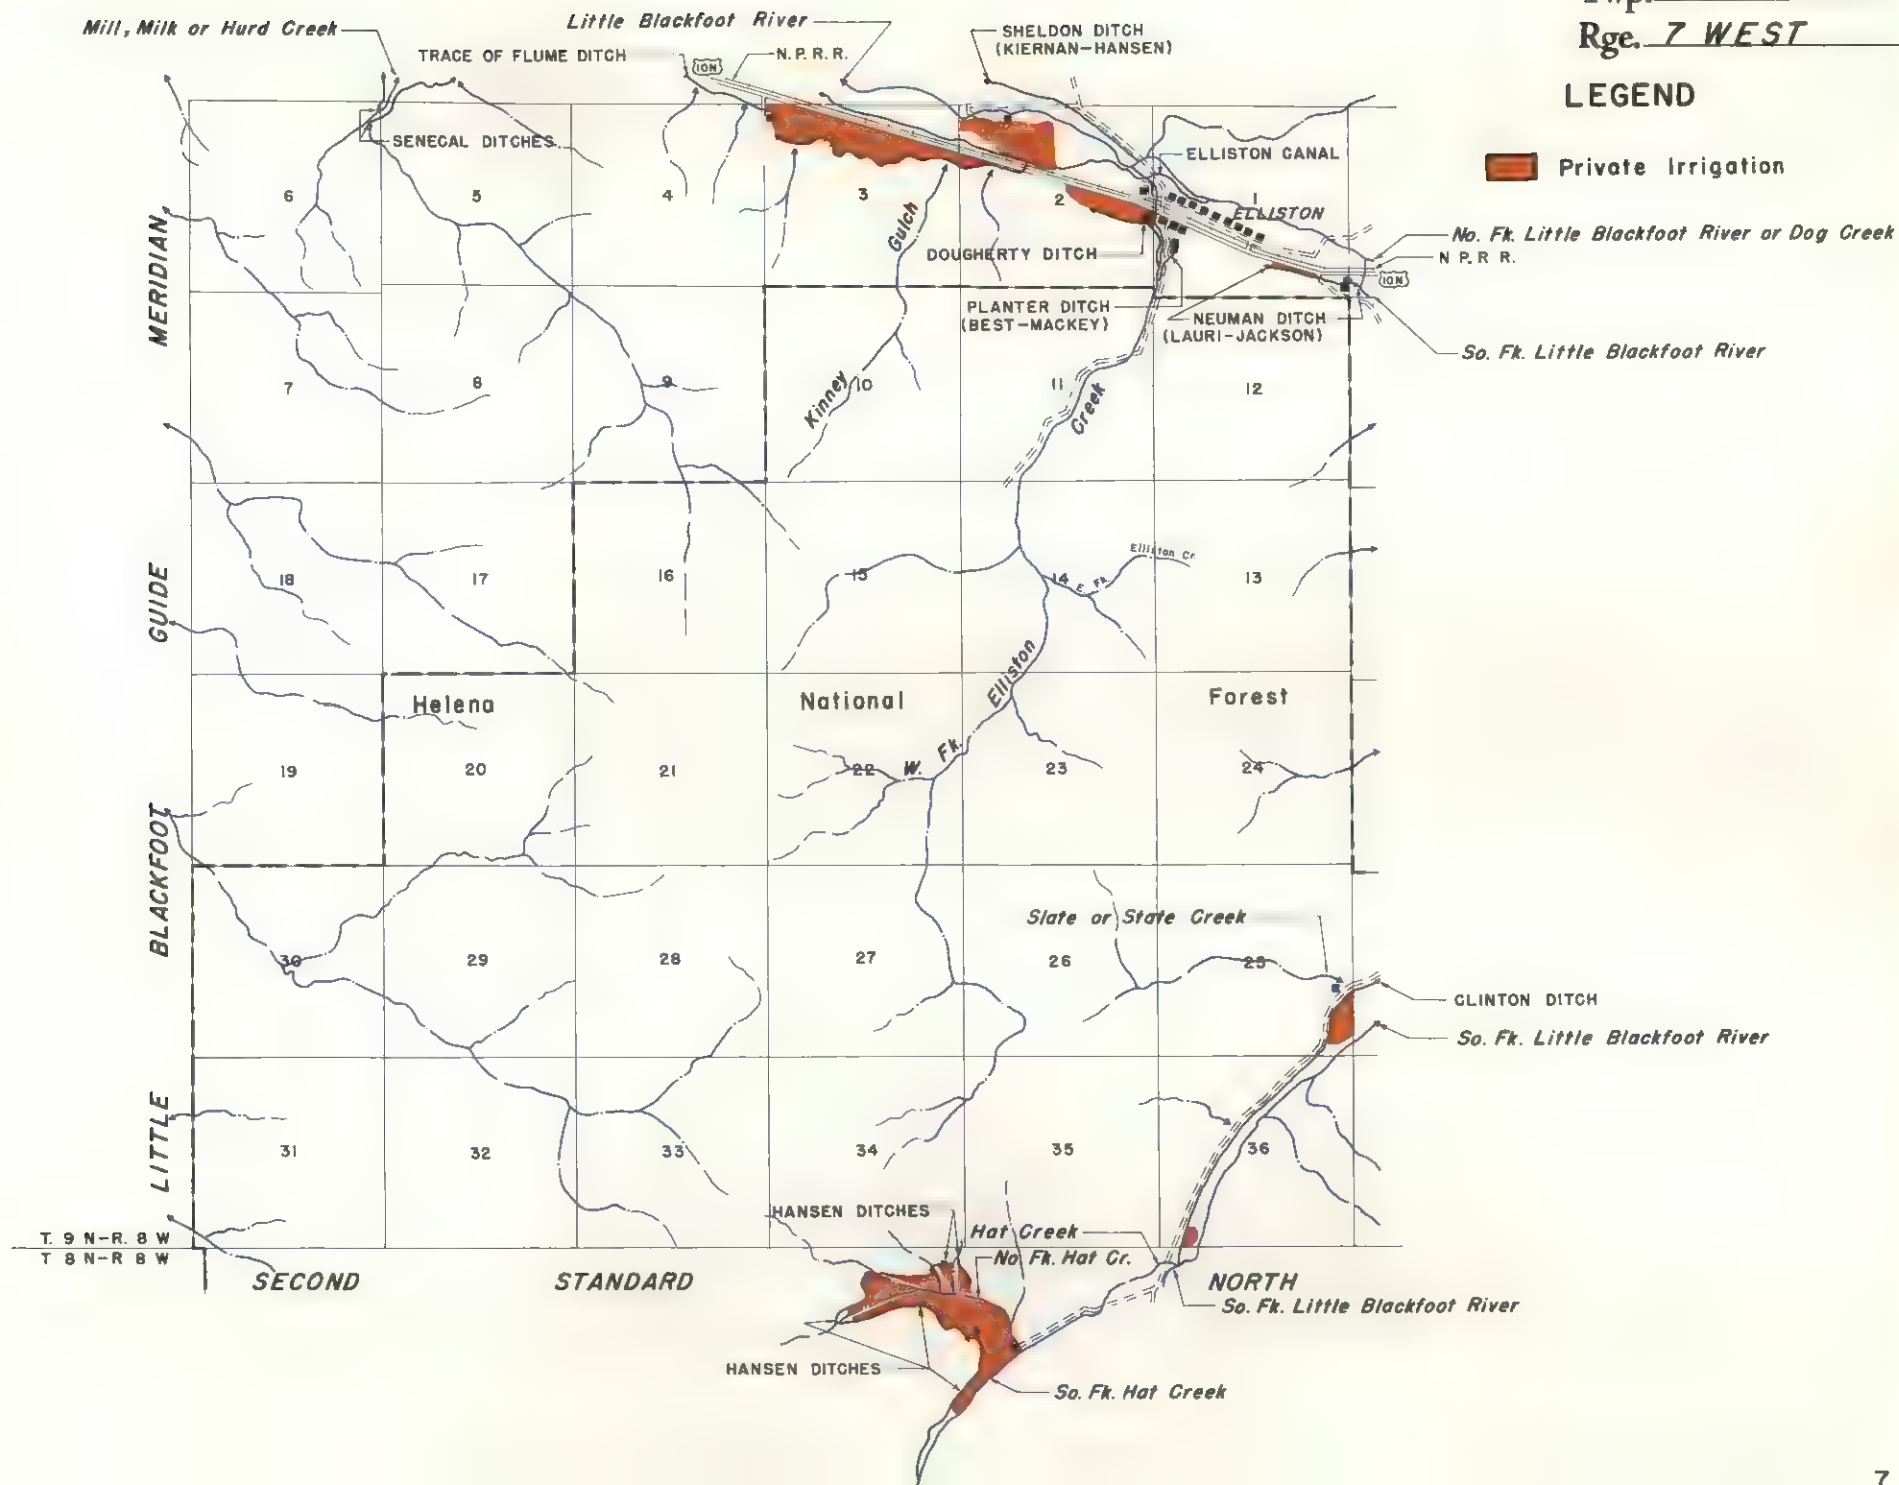 Twp.
Rge. 7 WEST
LEGEND
Private Irrigation
Mill, Milk or Hurd Creek
Little Blackfoot River
TRACE OF FLUME DITCH
10N
N.P.R.R.
SHELDON DITCH
(KIERNAN-HANSEN)
SENECAL DITCHES
ELLISTON CANAL
6
5
4
3
2
1
ELLISTON
No. Fk. Little Blackfoot River or Dog Creek
N P. R R.
10N
DOUGHERTY DITCH
PLANTER DITCH
(BEST-MACKEY)
NEUMAN DITCH
(LAURI-JACKSON)
So. Fk. Little Blackfoot River
Kinney Gulch
7
8
9
10
11
12
Creek
18
17
16
15
14
13
E. Fk.
Elliston Cr.
Elliston
Helena
National
Forest
W. Fk.
19
20
21
22
23
24
Slate or State Creek
30
29
28
27
26
25
CLINTON DITCH
So. Fk. Little Blackfoot River
31
32
33
34
35
36
MERIDIAN
GUIDE
BLACKFOOT
LITTLE
HANSEN DITCHES
Hat Creek
No. Fk. Hat Cr.
T. 9 N-R. 8 W
T 8 N-R 8 W
SECOND
STANDARD
NORTH
So. Fk. Little Blackfoot River
HANSEN DITCHES
So. Fk. Hat Creek
7